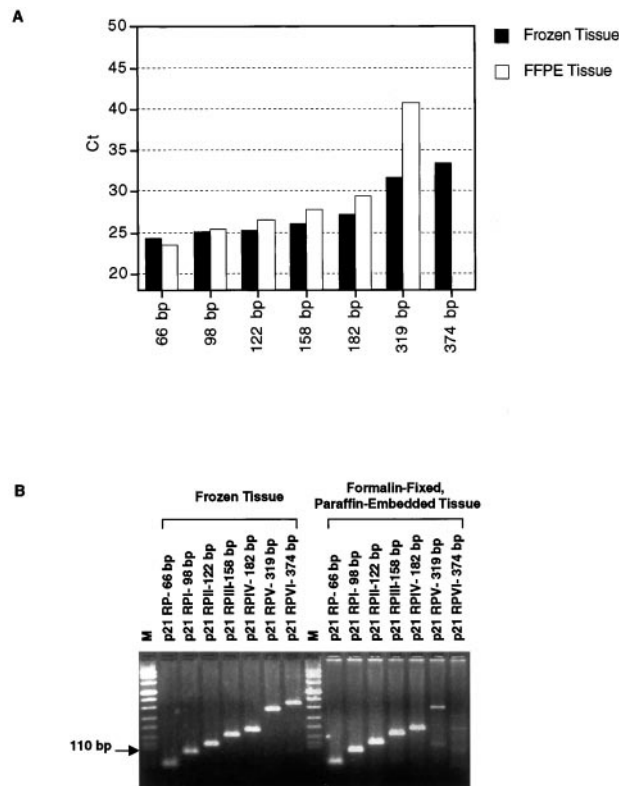 A
50
45
40
35
30
25
20
Ct
Frozen Tissue
FFPE Tissue
66 bp
98 bp
122 bp
158 bp
182 bp
319 bp
374 bp
B
Frozen Tissue
Formalin-Fixed,
Paraffin-Embedded Tissue
M
p21 RP- 66 bp
p21 RPI- 98 bp
p21 RPII-122 bp
p21 RPIII-158 bp
p21 RPIV- 182 bp
p21 RPV- 319 bp
p21 RPVI- 374 bp
M
p21 RP- 66 bp
p21 RPI- 98 bp
p21 RPII-122 bp
p21 RPIII-158 bp
p21 RPIV- 182 bp
p21 RPV- 319 bp
p21 RPVI- 374 bp
110 bp